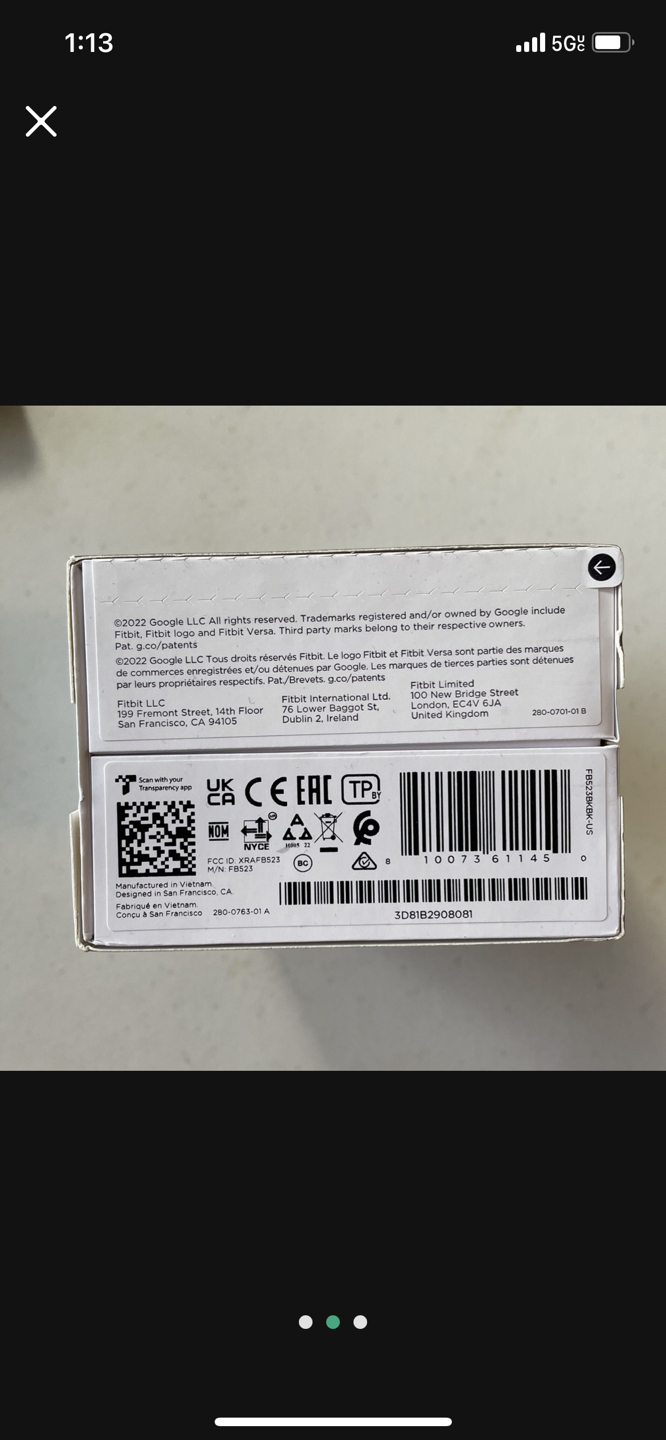 1:13
5G UC
©2022 Google LLC All rights reserved. Trademarks registered and/or owned by Google include
Fitbit, Fitbit logo and Fitbit Versa. Third party marks belong to their respective owners.
Pat. g.co/patents
©2022 Google LLC Tous droits réservés Fitbit. Le logo Fitbit et Fitbit Versa sont partie des marques
de commerces enregistrées et/ou détenues par Google. Les marques de tierces parties sont détenues
par leurs propriétaires respectifs. Pat./Brevets. g.co/patents
Fitbit LLC
199 Fremont Street, 14th Floor
San Francisco, CA 94105
Fitbit International Ltd.
76 Lower Baggot St,
Dublin 2, Ireland
Fitbit Limited
100 New Bridge Street
London, EC4V 6JA
United Kingdom
280-0701-01 B
Scan with your
Transparency app
UK
CA
CE
EAC
TP
BY
NOM
NYCE
22
FCC ID: XRAFB523
M/N: FB523
BC
8 10073 61145 0
FB523BKBK-US
Manufactured in Vietnam.
Designed in San Francisco, CA.
Fabriqué en Vietnam.
Conçu à San Francisco
280-0763-01 A
3D81B2908081